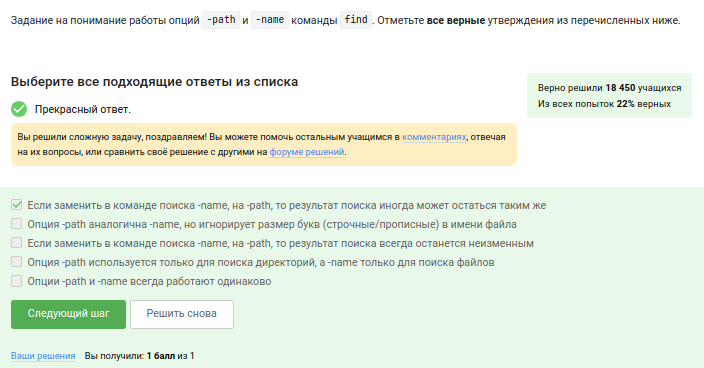 Задание на понимание работы опций -path и -name команды find. Отметьте все верные утверждения из перечисленных ниже.
Выберите все подходящие ответы из списка
Верно решили 18 450 учащихся
Из всех попыток 22% верных
Прекрасный ответ.
Вы решили сложную задачу, поздравляем! Вы можете помочь остальным учащимся в комментариях, отвечая
на их вопросы, или сравнить своё решение с другими на форуме решений.
Если заменить в команде поиска -name, на -path, то результат поиска иногда может остаться таким же
Опция -path аналогична -name, но игнорирует размер букв (строчные/прописные) в имени файла
Если заменить в команде поиска -name, на -path, то результат поиска всегда останется неизменным
Опция -path используется только для поиска директорий, а -name только для поиска файлов
Опции -path и -name всегда работают одинаково
Следующий шаг
Решить снова
Ваши решения Вы получили: 1 балл из 1